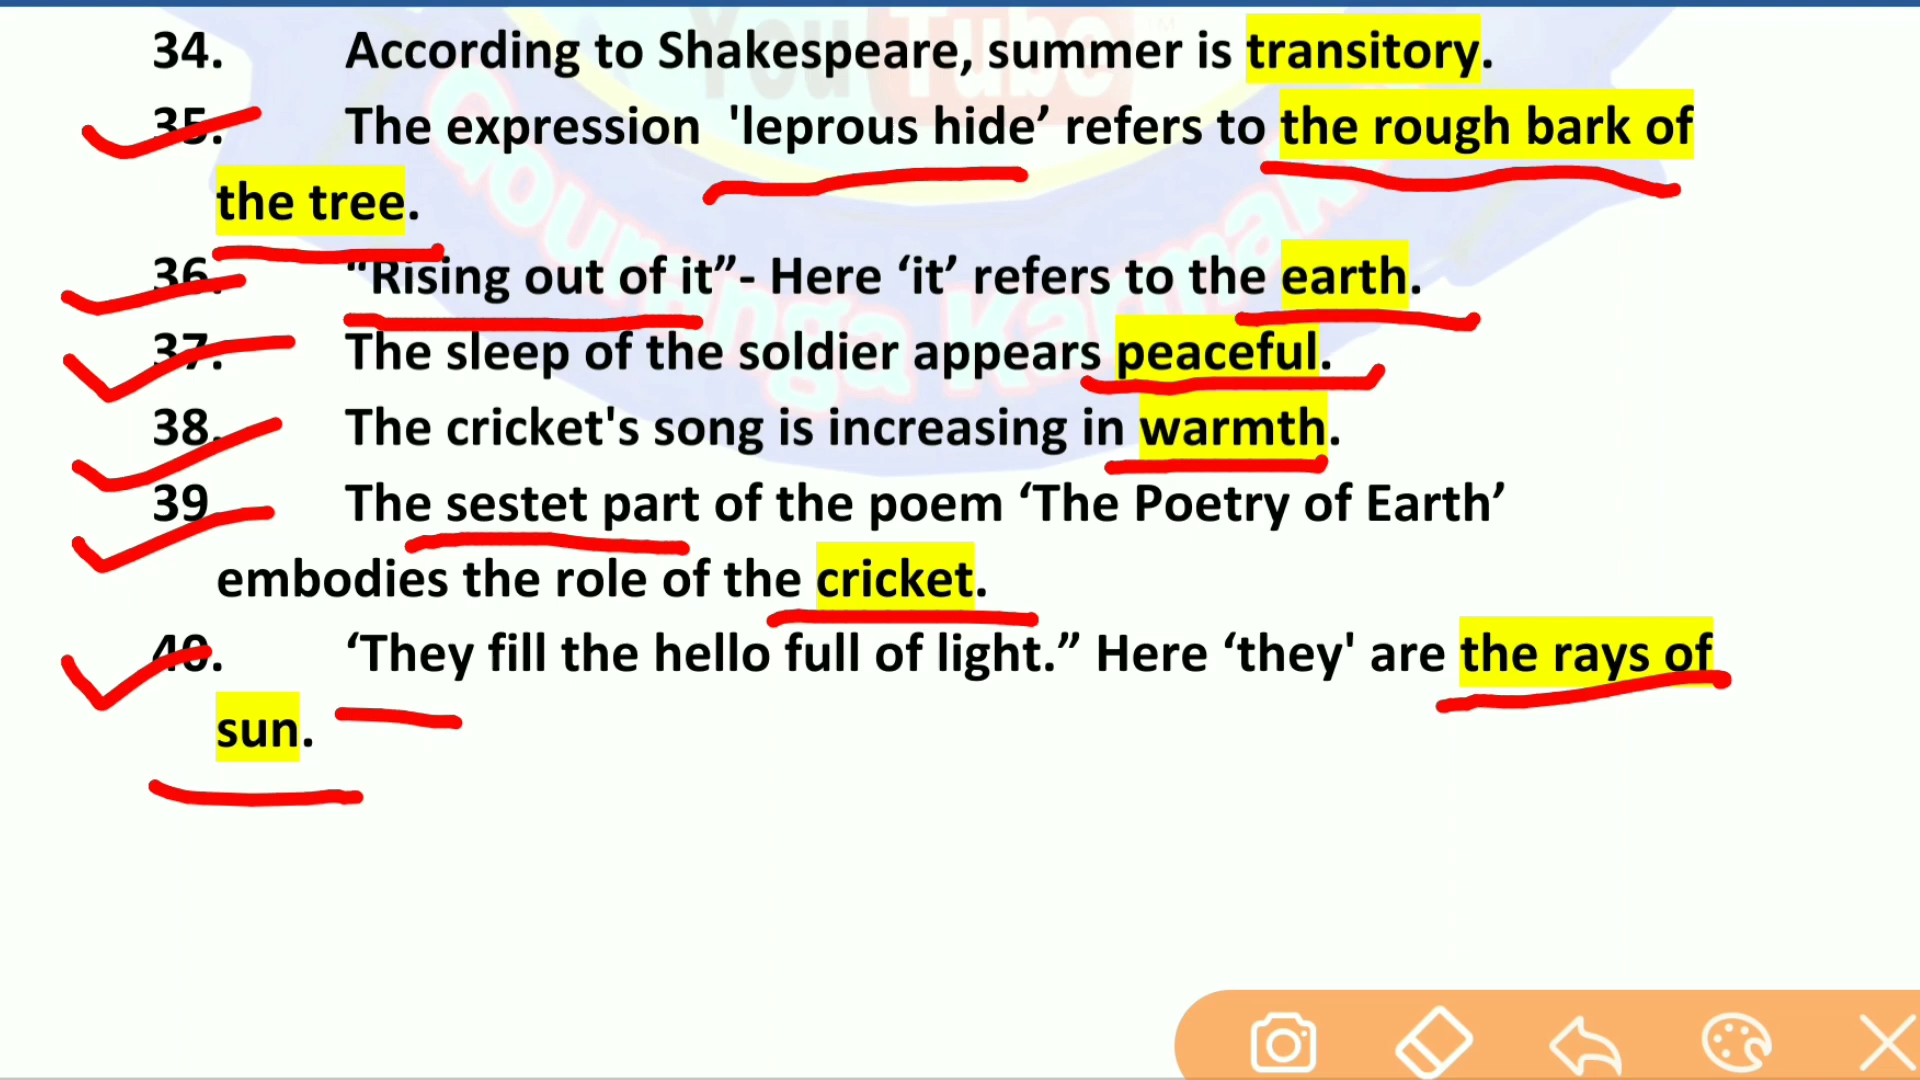 YouTube
34. According to Shakespeare, summer is transitory.
35. The expression 'leprous hide’ refers to the rough bark of
the tree.
36. “Rising out of it”- Here ‘it’ refers to the earth.
37. The sleep of the soldier appears peaceful.
38. The cricket's song is increasing in warmth.
39 The sestet part of the poem ‘The Poetry of Earth’
embodies the role of the cricket.
40. ‘They fill the hello full of light.” Here ‘they' are the rays of
sun.
Gouranga Karmakar